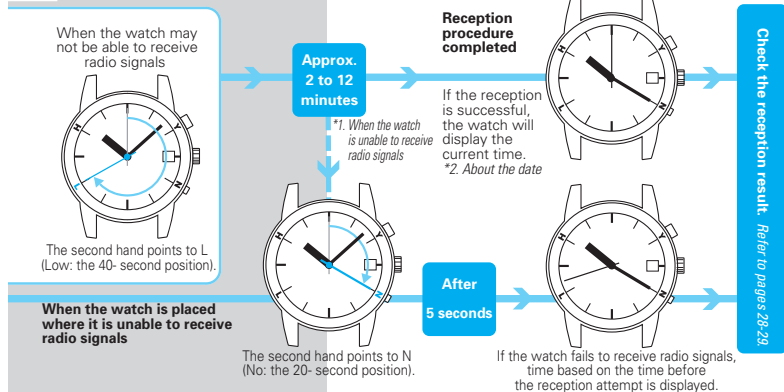 When the watch may
not be able to receive
radio signals
H
Y
L
N
The second hand points to L
(Low: the 40- second position).
Approx.
2 to 12
minutes
*1. When the watch
is unable to receive
radio signals
Reception
procedure
completed
If the reception
is successful,
the watch will
display the
current time.
*2. About the date
H
Y
L
N
When the watch is placed
where it is unable to receive
radio signals
H
Y
L
N
The second hand points to N
(No: the 20- second position).
After
5 seconds
H
Y
L
N
If the watch fails to receive radio signals,
time based on the time before
the reception attempt is displayed.
Check the reception result. Refer to pages 28-29.